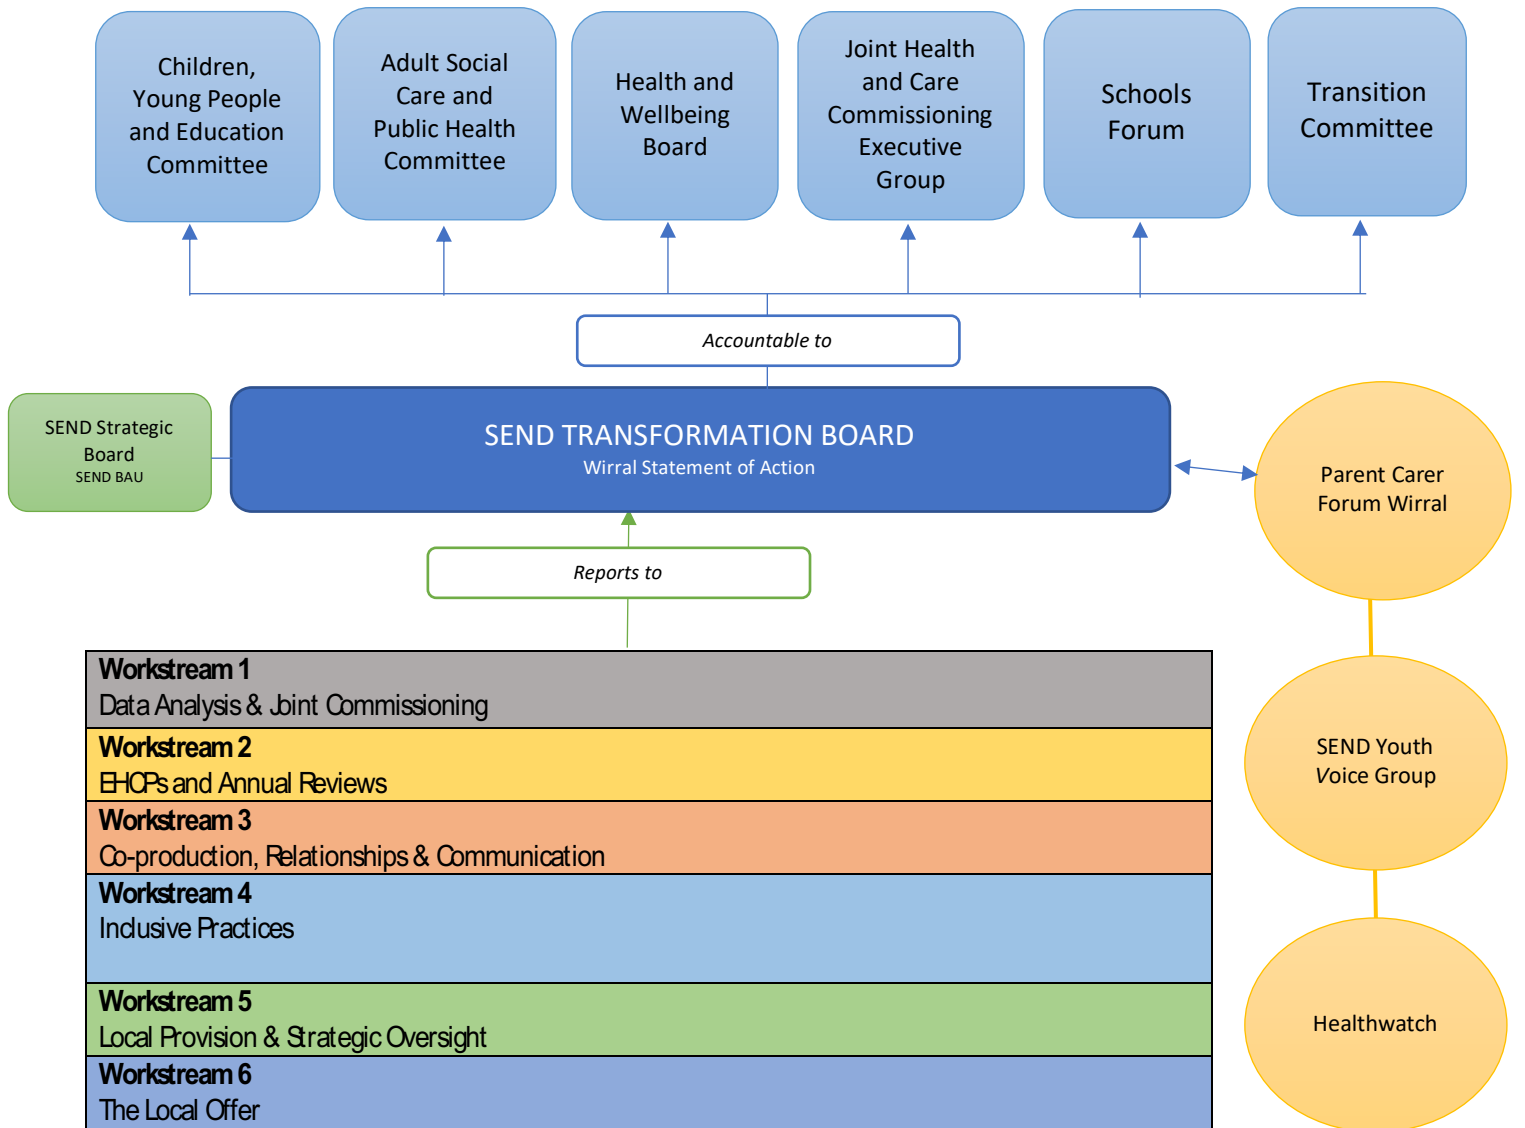 Children,
Young People
and Education
Committee
Adult Social
Care and
Public Health
Committee
Health and
Wellbeing
Board
Joint Health
and Care
Commissioning
Executive
Group
Schools
Forum
Transition
Committee
Accountable to
SEND Strategic
Board
SEND BAU
SEND TRANSFORMATION BOARD
Wirral Statement of Action
Parent Carer
Forum Wirral
Reports to
Workstream 1
Data Analysis & Joint Commissioning
Workstream 2
EHCPs and Annual Reviews
Workstream 3
Co-production, Relationships & Communication
Workstream 4
Inclusive Practices
Workstream 5
Local Provision & Strategic Oversight
Workstream 6
The Local Offer
SEND Youth
Voice Group
Healthwatch